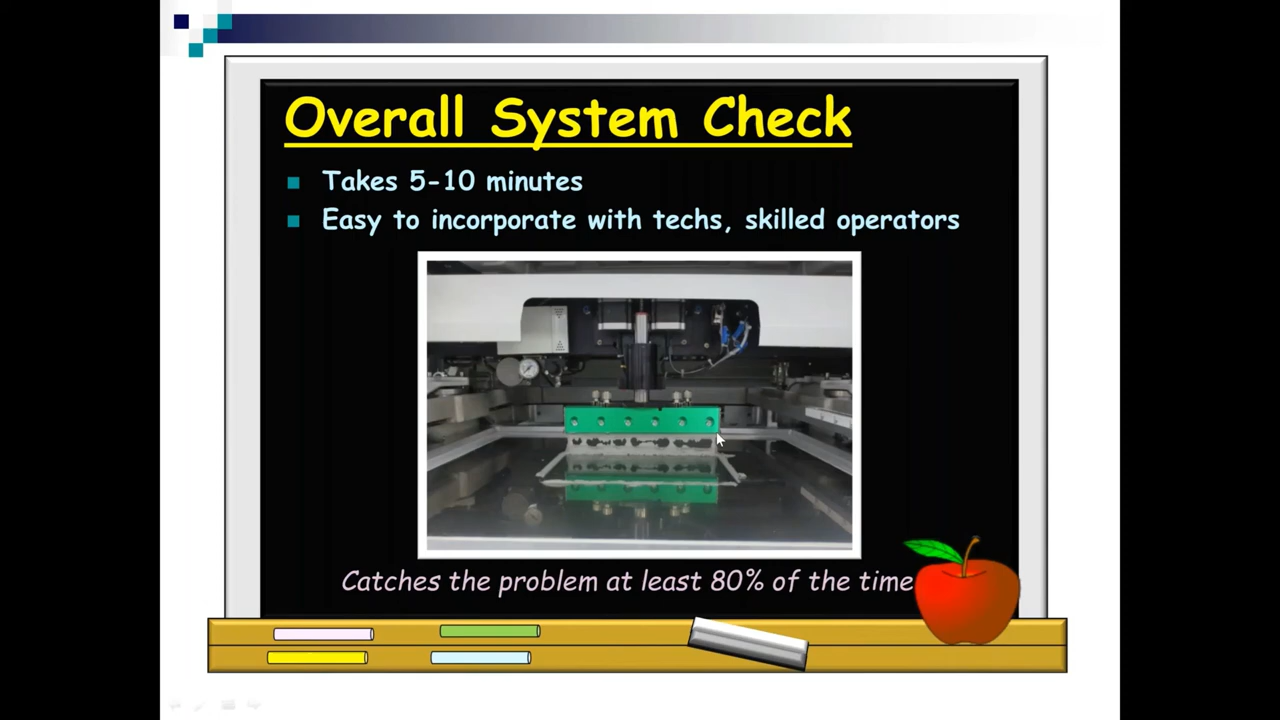 Overall System Check
Takes 5-10 minutes
Easy to incorporate with techs, skilled operators
Catches the problem at least 80% of the time